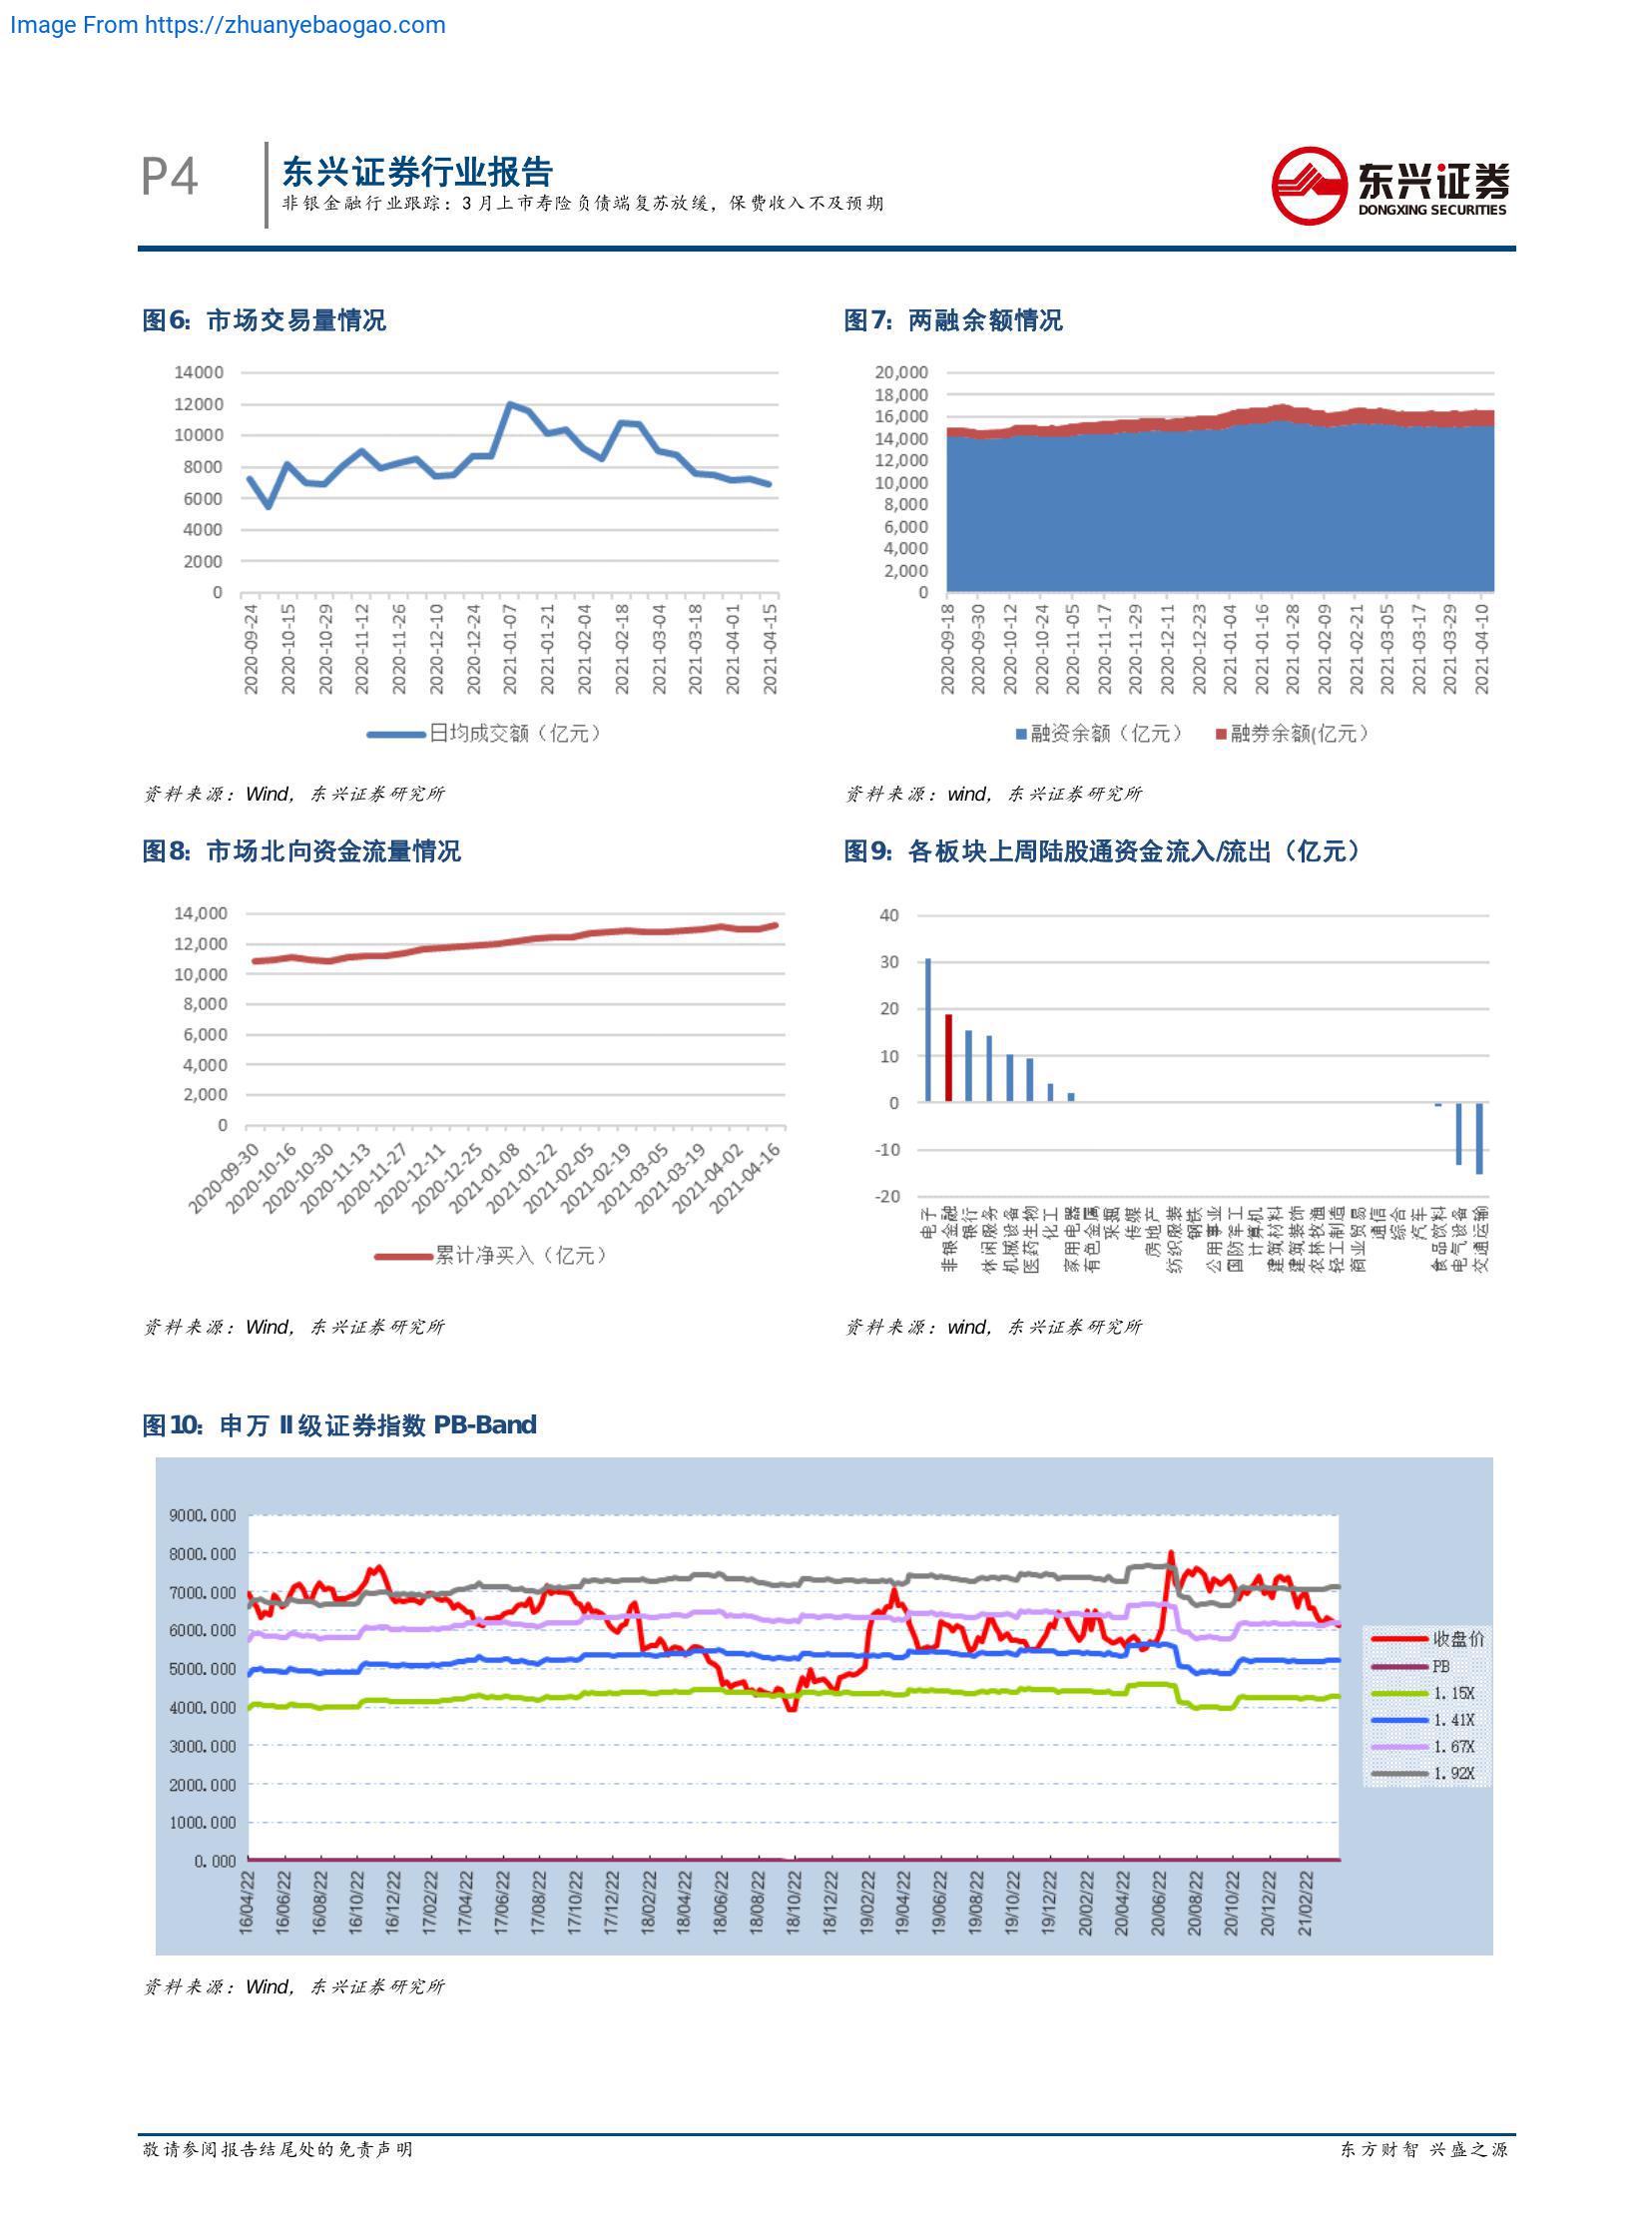 Image From https://zhuanyebaogao.com
P4
东兴证券行业报告
非银金融行业跟踪：3 月上市寿险负债端复苏放缓，保费收入不及预期
东兴证券
DONGXING SECURITIES
图6：市场交易量情况
14000
12000
10000
8000
6000
4000
2000
0
2020-09-24
2020-10-15
2020-10-29
2020-11-12
2020-11-26
2020-12-10
2020-12-24
2021-01-07
2021-01-21
2021-02-04
2021-02-18
2021-03-04
2021-03-18
2021-04-01
2021-04-15
日均成交额（亿元）
资料来源：Wind，东兴证券研究所
图7：两融余额情况
20,000
18,000
16,000
14,000
12,000
10,000
8,000
6,000
4,000
2,000
0
2020-09-18
2020-09-30
2020-10-12
2020-10-24
2020-11-05
2020-11-17
2020-11-29
2020-12-11
2020-12-23
2021-01-04
2021-01-16
2021-01-28
2021-02-09
2021-02-21
2021-03-05
2021-03-17
2021-03-29
2021-04-10
融资余额（亿元） 融券余额(亿元）
资料来源：wind，东兴证券研究所
图8：市场北向资金流量情况
14,000
12,000
10,000
8,000
6,000
4,000
2,000
0
2020-09-30
2020-10-16
2020-10-30
2020-11-13
2020-11-27
2020-12-11
2020-12-25
2021-01-08
2021-01-22
2021-02-05
2021-02-19
2021-03-05
2021-03-19
2021-04-02
2021-04-16
累计净买入（亿元）
资料来源：Wind，东兴证券研究所
图9：各板块上周陆股通资金流入/流出（亿元）
40
30
20
10
0
-10
-20
电子
非银金融
银行
休闲服务
机械设备
医药生物
化工
家用电器
有色金属
采掘
传媒
房地产
纺织服装
钢铁
公用事业
国防军工
计算机
建筑材料
建筑装饰
农林牧渔
轻工制造
商业贸易
通信
综合
汽车
食品饮料
电气设备
交通运输
资料来源：wind，东兴证券研究所
图10：申万 II 级证券指数 PB-Band
9000.000
8000.000
7000.000
6000.000
5000.000
4000.000
3000.000
2000.000
1000.000
0.000
16/04/22
16/06/22
16/08/22
16/10/22
16/12/22
17/02/22
17/04/22
17/06/22
17/08/22
17/10/22
17/12/22
18/02/22
18/04/22
18/06/22
18/08/22
18/10/22
18/12/22
19/02/22
19/04/22
19/06/22
19/08/22
19/10/22
19/12/22
20/02/22
20/04/22
20/06/22
20/08/22
20/10/22
20/12/22
21/02/22
收盘价
PB
1.15X
1.41X
1.67X
1.92X
资料来源：Wind，东兴证券研究所
敬请参阅报告结尾处的免责声明
东方财智 兴盛之源